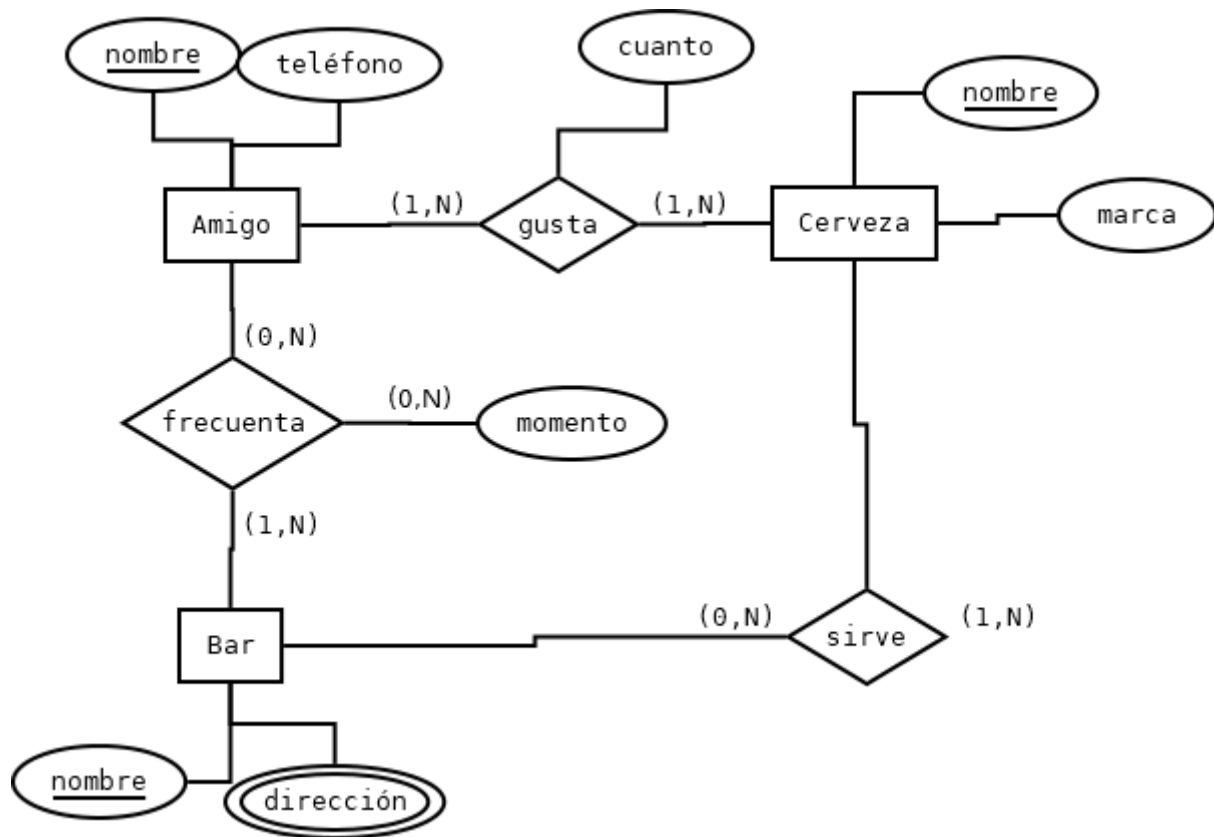 cuanto
nombre
teléfono
nombre
(1,N)
(1,N)
marca
Amigo
gusta
Cerveza
(0,N)
(0,N)
frecuenta
momento
(1,N)
(0,N)
(1,N)
Bar
sirve
nombre
dirección